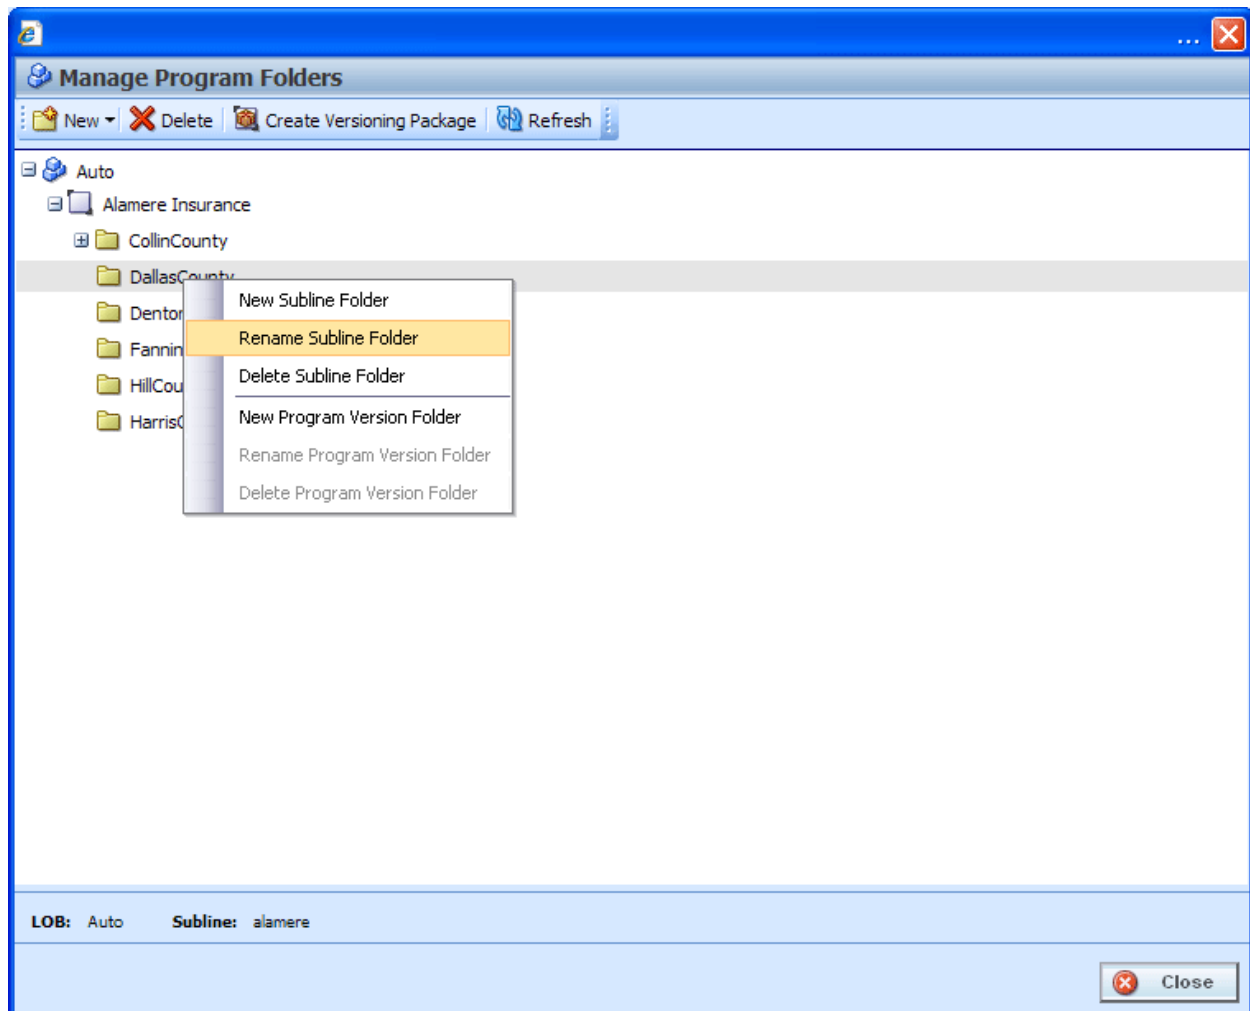 ...
Manage Program Folders
New Delete Create Versioning Package Refresh
Auto
Alamere Insurance
CollinCounty
DallasCounty
New Subline Folder
Rename Subline Folder
Delete Subline Folder
New Program Version Folder
Rename Program Version Folder
Delete Program Version Folder
LOB: Auto Subline: alamere
Close